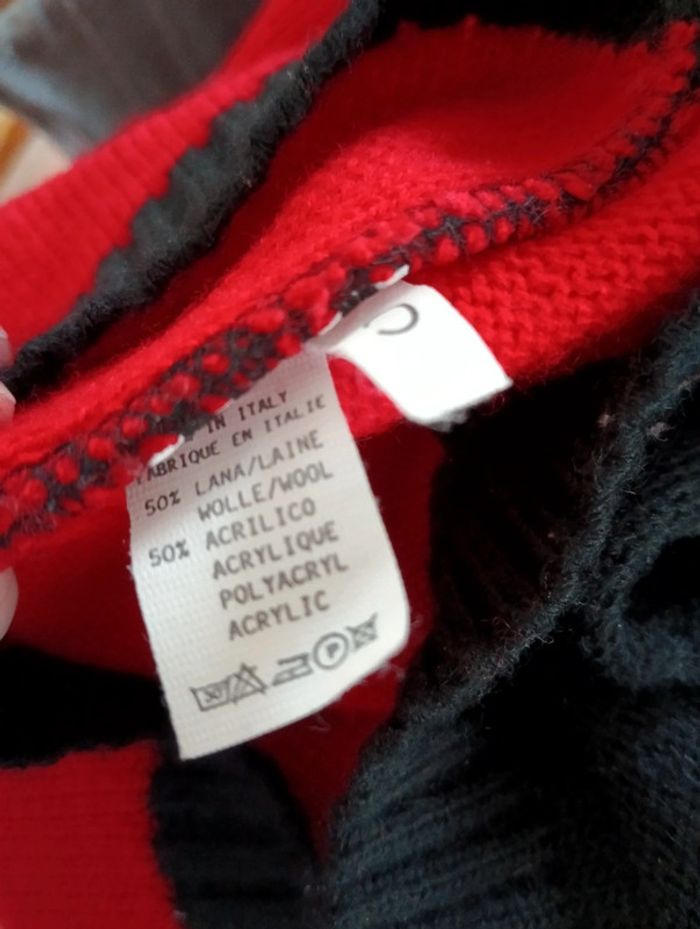 IN ITALY
FABRIQUE EN ITALIE
50% LANA/LAINE
WOLLE/WOOL
50% ACRILICO
ACRYLIQUE
POLYACRYL
ACRYLIC
P